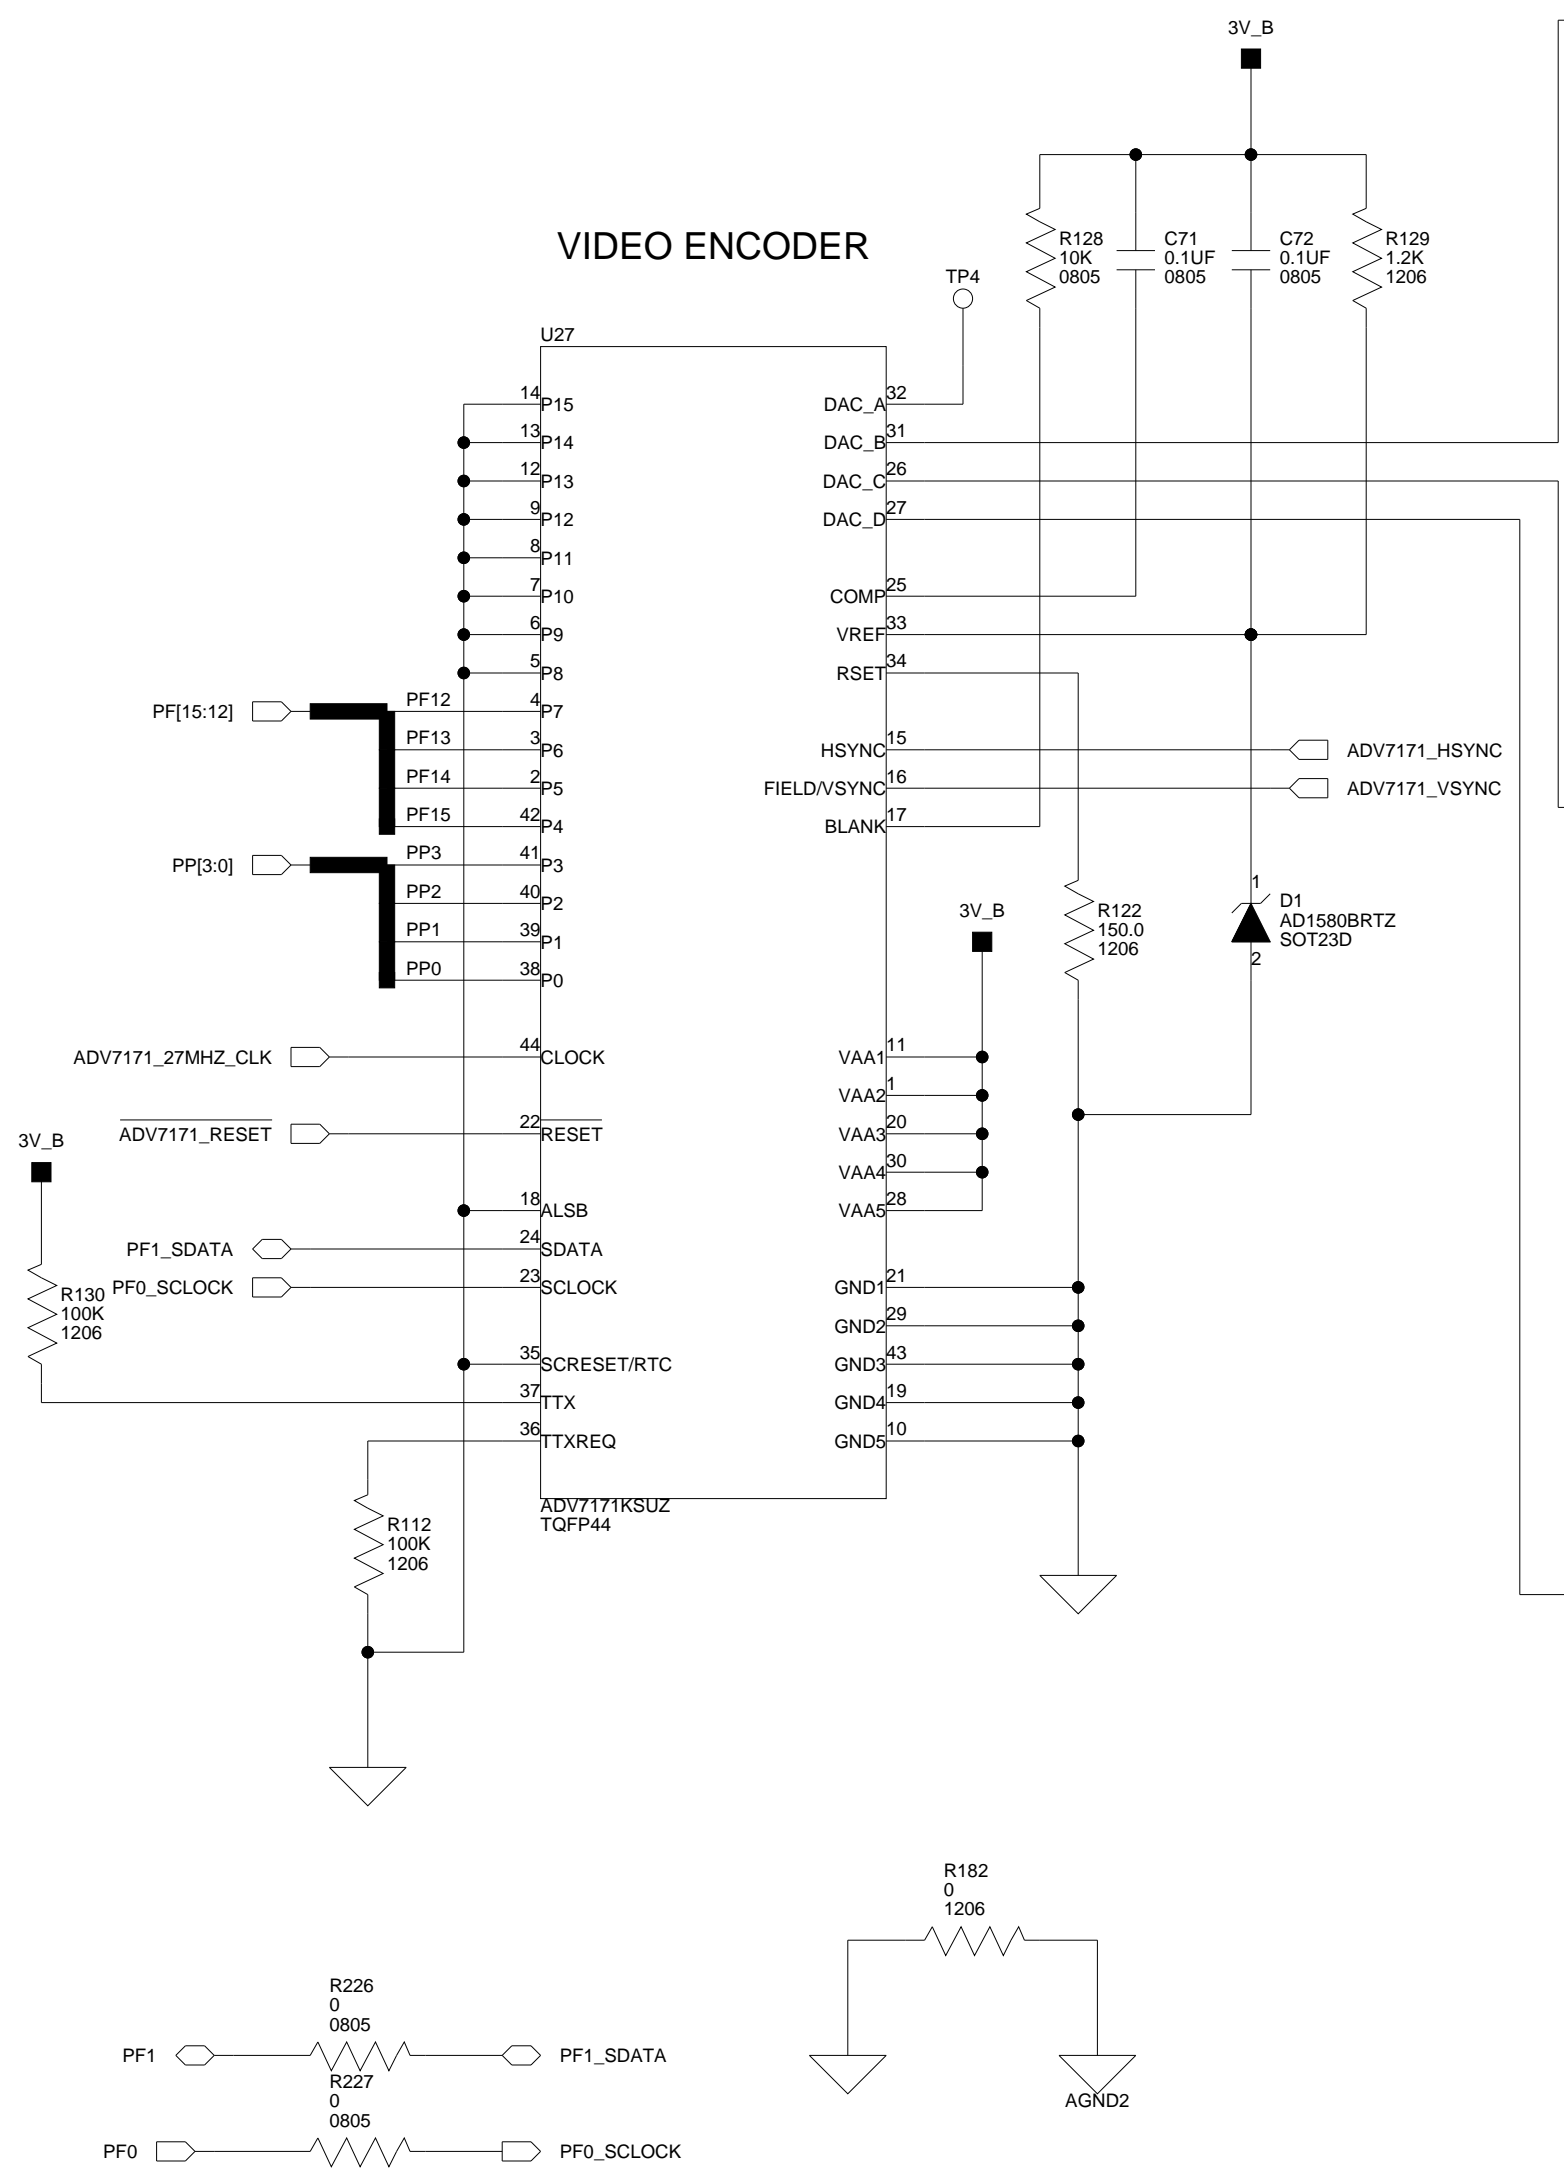 3V_B
VIDEO ENCODER
R128
10K
0805
C71
0.1UF
0805
C72
0.1UF
0805
R129
1.2K
1206
TP4
U27
14 P15
13 P14
12 P13
9 P12
8 P11
7 P10
6 P9
5 P8
PF[15:12] PF12 4 P7
PF13 3 P6
PF14 2 P5
PF15 42 P4
PP[3:0] PP3 41 P3
PP2 40 P2
PP1 39 P1
PP0 38 P0
ADV7171_27MHZ_CLK 44 CLOCK
ADV7171_RESET 22 RESET
3V_B
18 ALSB
PF1_SDATA 24 SDATA
PF0_SCLOCK 23 SCLOCK
R130
100K
1206
35 SCRESET/RTC
37 TTX
36 TTXREQ
DAC_A 32
DAC_B 31
DAC_C 26
DAC_D 27
COMP 25
VREF 33
RSET 34
HSYNC 15 ADV7171_HSYNC
FIELD/VSYNC 16 ADV7171_VSYNC
BLANK 17
3V_B
R122
150.0
1206
1
D1
AD1580BRTZ
SOT23D
2
VAA1 11
VAA2 1
VAA3 20
VAA4 30
VAA5 28
GND1 21
GND2 29
GND3 43
GND4 19
GND5 10
ADV7171KSUZ
TQFP44
R112
100K
1206
R182
0
1206
AGND2
R226
0
0805
PF1 PF1_SDATA
R227
0
0805
PF0 PF0_SCLOCK